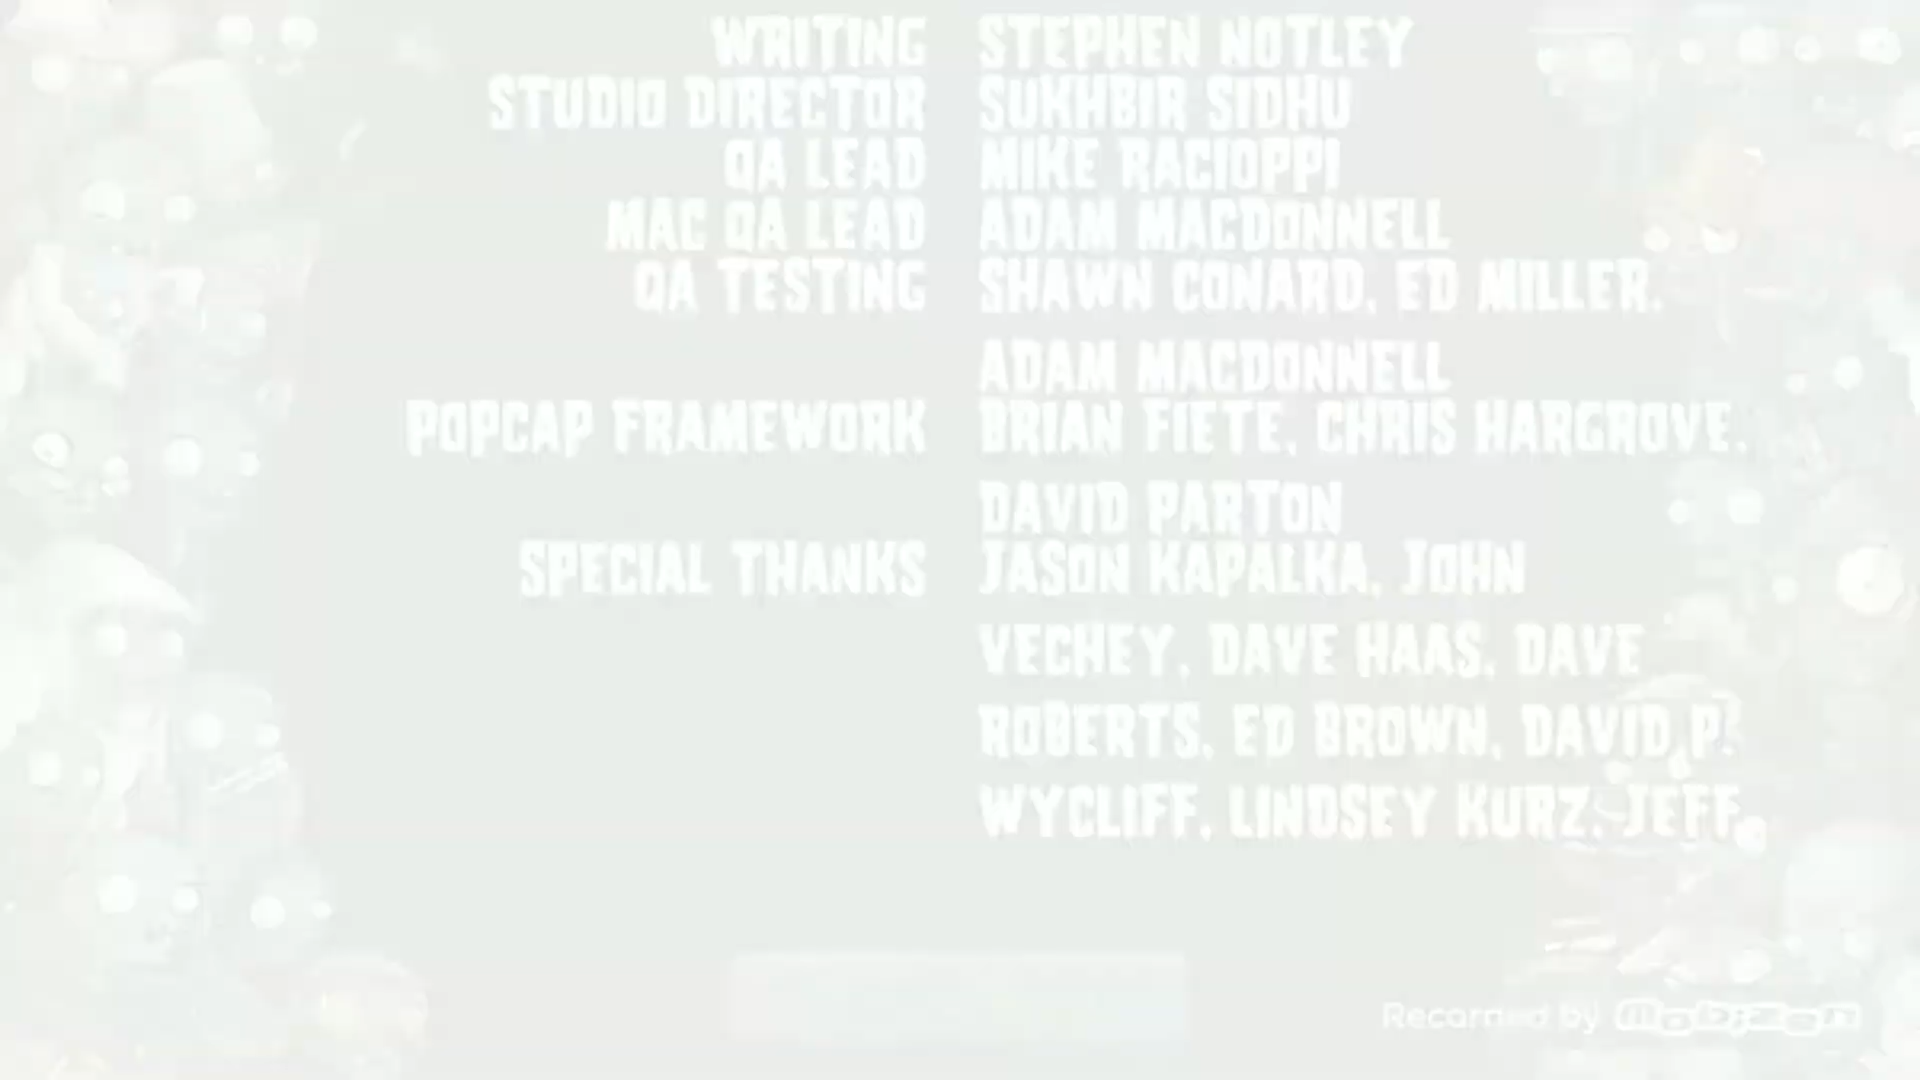 WRITING STEPHEN NOTLEY
STUDIO DIRECTOR SUKHBIR SIDHU
QA LEAD MIKE RACIOPPI
MAC QA LEAD ADAM MACDONNELL
QA TESTING SHAWN CONARD, ED MILLER,
ADAM MACDONNELL
POPCAP FRAMEWORK BRIAN FIETE, CHRIS HARGROVE,
DAVID PARTON
SPECIAL THANKS JASON KAPALKA, JOHN
VECHEY, DAVE HAAS, DAVE
ROBERTS, ED BROWN, DAVID P.
WYCLIFF, LINDSEY KURZ, JEFF
Recorded by Mobizen